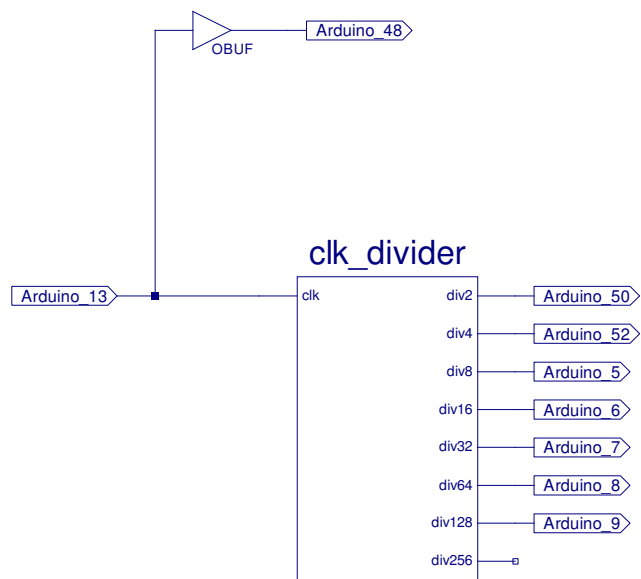 Arduino_48
OBUF
clk_divider
Arduino_13
clk
div2
Arduino_50
div4
Arduino_52
div8
Arduino_5
div16
Arduino_6
div32
Arduino_7
div64
Arduino_8
div128
Arduino_9
div256